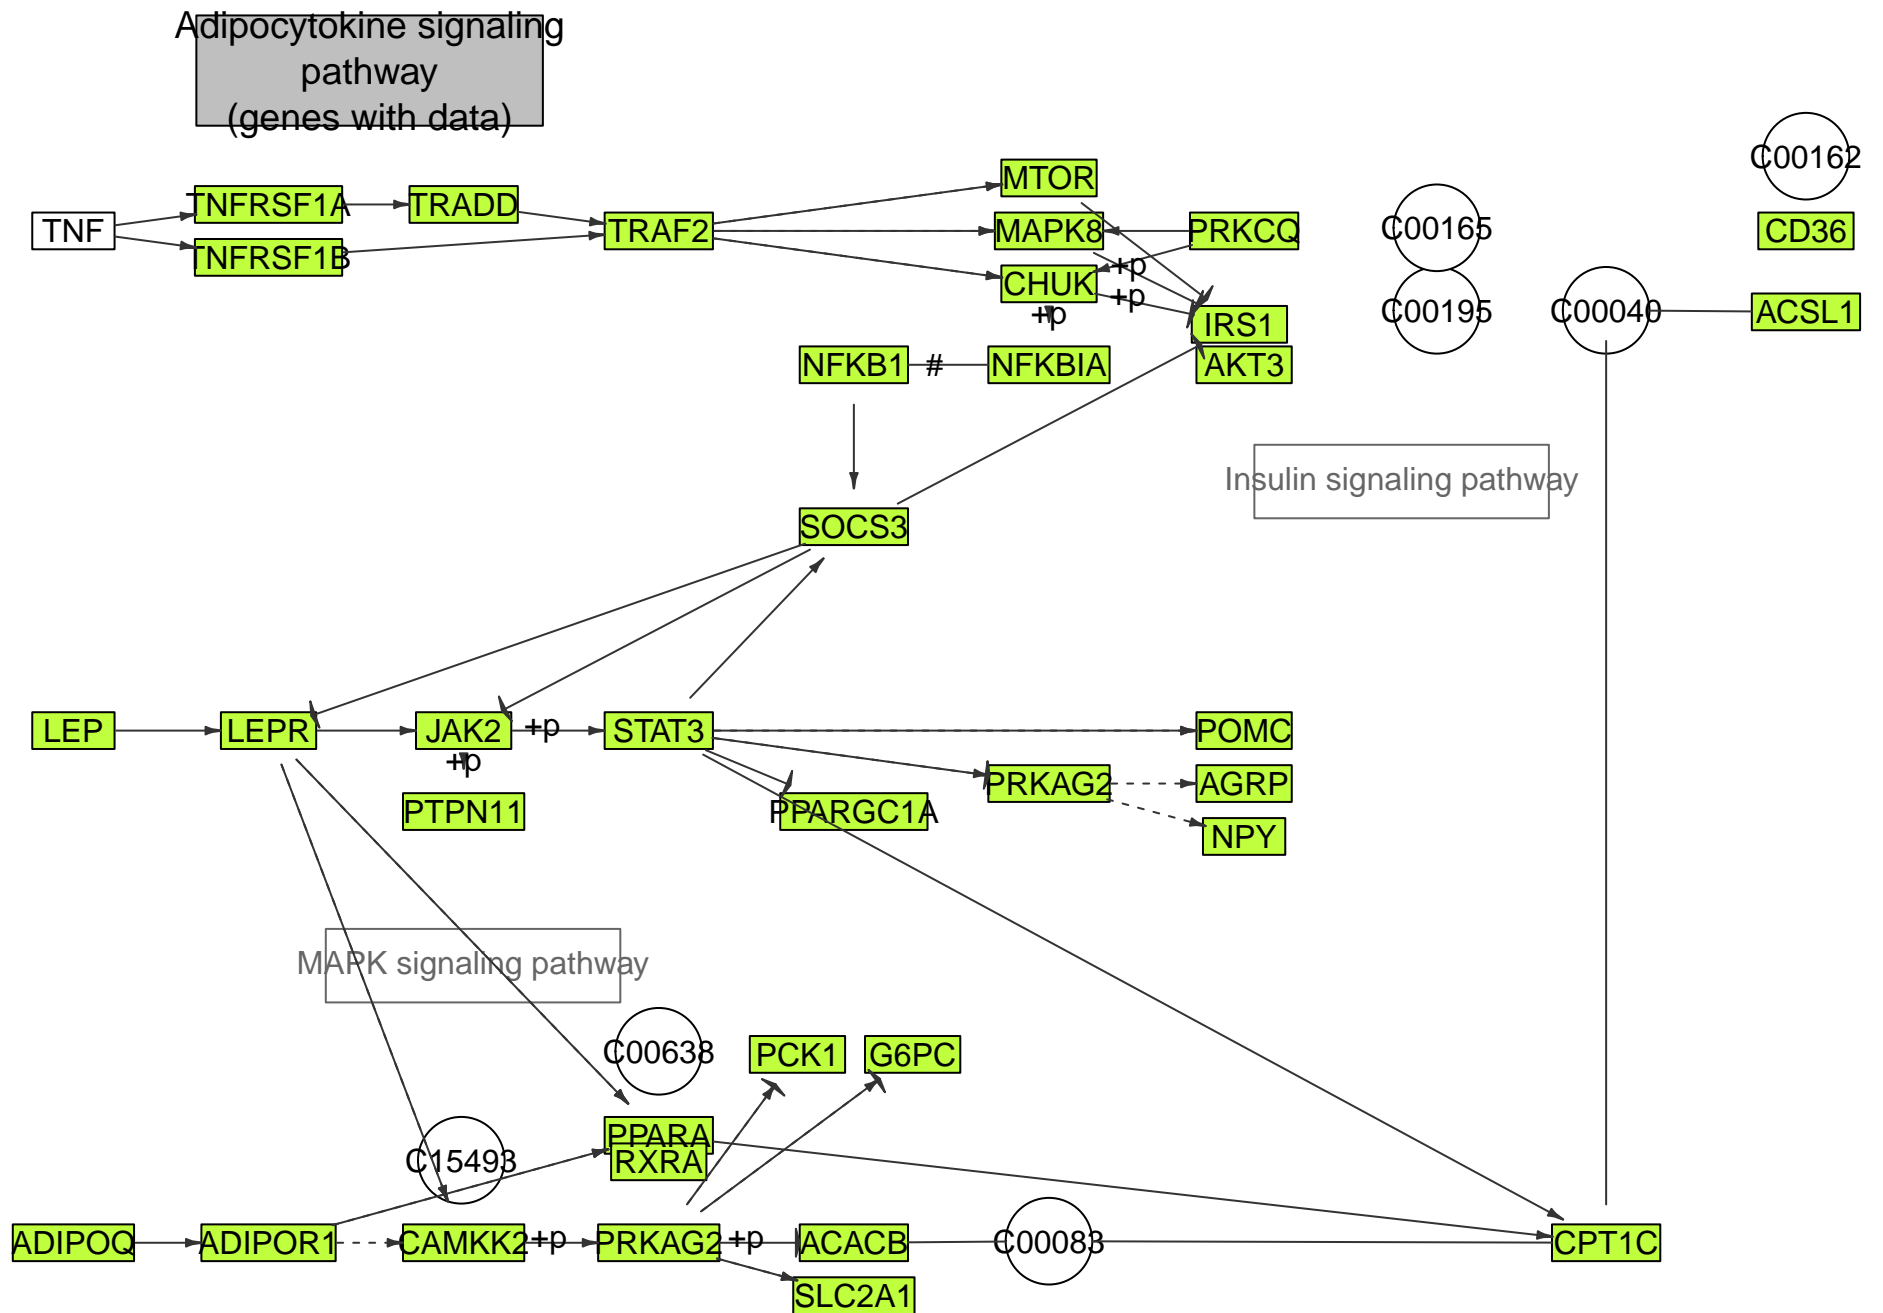 Adipocytokine signaling
pathway
(genes with data)
C00162
MTOR
TNFRSF1A
TRADD
TNF
TRAF2
MAPK8
PRKCQ
C00165
CD36
TNFRSF1B
+p
CHUK
+p
+p
IRS1
C00195
C00040
ACSL1
NFKB1
#
NFKBIA
AKT3
Insulin signaling pathway
SOCS3
LEP
LEPR
JAK2
+p
STAT3
POMC
+p
PRKAG2
AGRP
PTPN11
PPARGC1A
NPY
MAPK signaling pathway
C00638
PCK1
G6PC
PPARA
C15493
RXRA
ADIPOQ
ADIPOR1
CAMKK2
+p
PRKAG2
+p
ACACB
C00083
CPT1C
SLC2A1